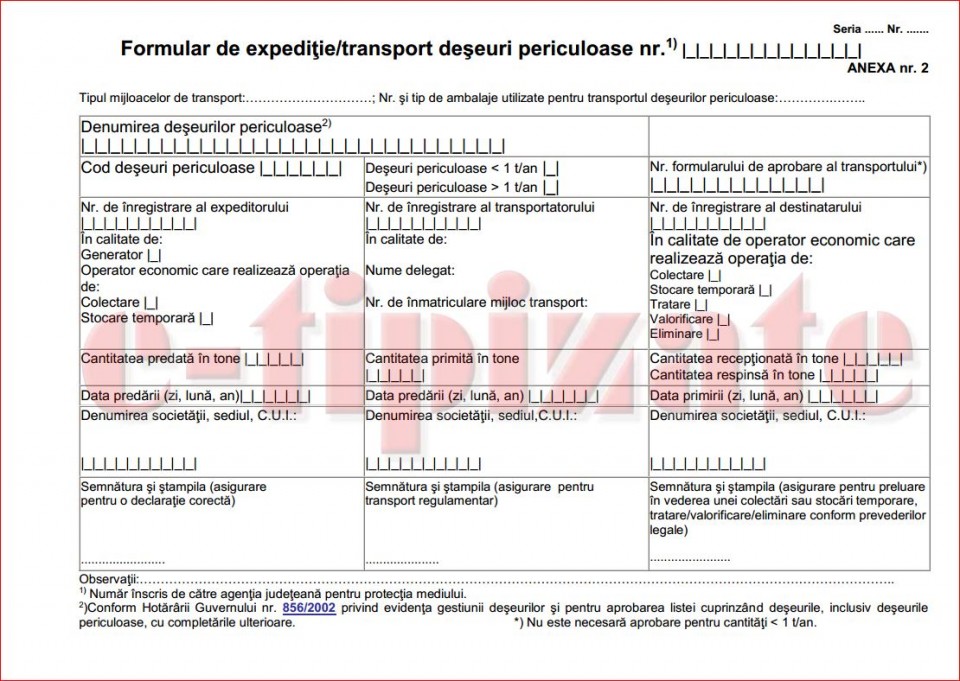 Seria ...... Nr. .......
Formular de expediţie/transport deşeuri periculoase nr.1) |_|_|_|_|_|_|_|_|_|_|_|_|_|
ANEXA nr. 2
Tipul mijloacelor de transport:…………………………; Nr. şi tip de ambalaje utilizate pentru transportul deşeurilor periculoase:………………..
Denumirea deşeurilor periculoase2)
|_|_|_|_|_|_|_|_|_|_|_|_|_|_|_|_|_|_|_|_|_|_|_|_|_|_|_|_|_|_|_|
Cod deşeuri periculoase |_|_|_|_|_|_|
Deşeuri periculoase < 1 t/an |_|
Deşeuri periculoase > 1 t/an |_|
Nr. formularului de aprobare al transportului*)
|_|_|_|_|_|_|_|_|_|_|_|_|_|
Nr. de înregistrare al expeditorului
|_|_|_|_|_|_|_|_|_|_|
În calitate de:
Generator |_|
Operator economic care realizează operaţia
de:
Colectare |_|
Stocare temporară |_|
Nr. de înregistrare al transportatorului
|_|_|_|_|_|_|_|_|_|_|
În calitate de:
Nume delegat:
Nr. de înmatriculare mijloc transport:
Nr. de înregistrare al destinatarului
|_|_|_|_|_|_|_|_|_|_|
În calitate de operator economic care
realizează operaţia de:
Colectare |_|
Stocare temporară |_|
Tratare |_|
Valorificare |_|
Eliminare |_|
e-tipizate
Cantitatea predată în tone |_|_|_|_|_|
Cantitatea primită în tone
|_|_|_|_|_|
Cantitatea recepţionată în tone |_|_|_|_|_|
Cantitatea respinsă în tone |_|_|_|_|_|
Data predării (zi, lună, an)|_|_|_|_|_|_|
Data predării (zi, lună, an) |_|_|_|_|_|_|
Data primirii (zi, lună, an) |_|_|_|_|_|_|
Denumirea societăţii, sediul, C.U.I.:
|_|_|_|_|_|_|_|_|_|_|
Denumirea societăţii, sediul,C.U.I.:
|_|_|_|_|_|_|_|_|_|_|
Denumirea societăţii, sediul, C.U.I.:
|_|_|_|_|_|_|_|_|_|_|
Semnătura şi ştampila (asigurare
pentru o declaraţie corectă)
........................
Semnătura şi ştampila (asigurare pentru
transport regulamentar)
.....................
Semnătura şi ştampila (asigurare pentru preluare
în vederea unei colectări sau stocări temporare,
tratare/valorificare/eliminare conform prevederilor
legale)
.......................
Observaţii:…………………………………………………………………………………………………………………………..
1) Număr înscris de către agenţia judeţeană pentru protecţia mediului.
2)Conform Hotărârii Guvernului nr. 856/2002 privind evidenţa gestiunii deşeurilor şi pentru aprobarea listei cuprinzând deşeurile, inclusiv deşeurile
periculoase, cu completările ulterioare. *) Nu este necesară aprobare pentru cantităţi < 1 t/an.